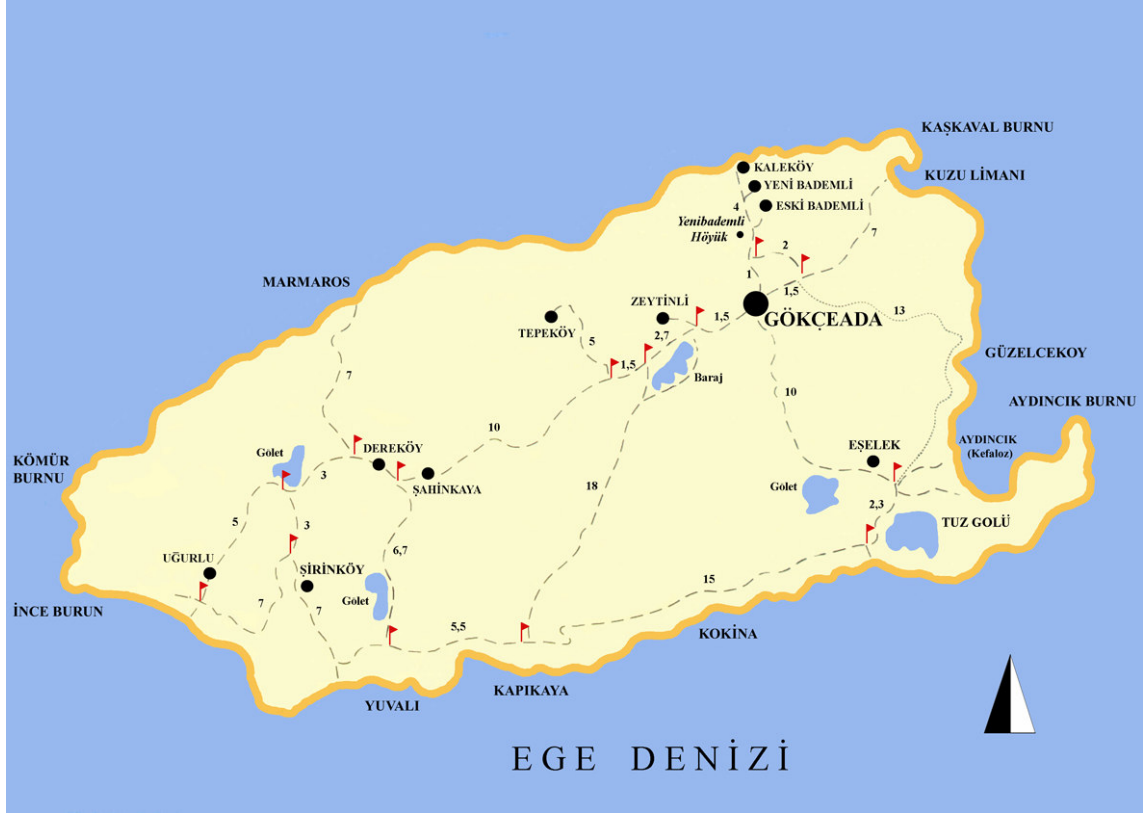 KAŞKAVAL BURNU
KALEKÖY
KUZU LİMANI
YENİ BADEMLİ
4
ESKİ BADEMLİ
Yenibademli
Höyük
7
2
1
MARMAROS
1,5
ZEYTİNLİ
GÖKÇEADA
13
TEPEKÖY
1,5
5
2,7
GÜZELCEKOY
1,5
Baraj
7
10
AYDINCIK BURNU
10
DEREKÖY
EŞELEK
AYDINCIK
(Kefaloz)
KÖMÜR
BURNU
Gölet
3
ŞAHİNKAYA
18
Gölet
2,3
TUZ GOLÜ
5
3
6,7
UĞURLU
ŞİRİNKÖY
15
İNCE BURUN
7
7
Gölet
5,5
KOKİNA
KAPIKAYA
YUVALI
EGE DENİZİ